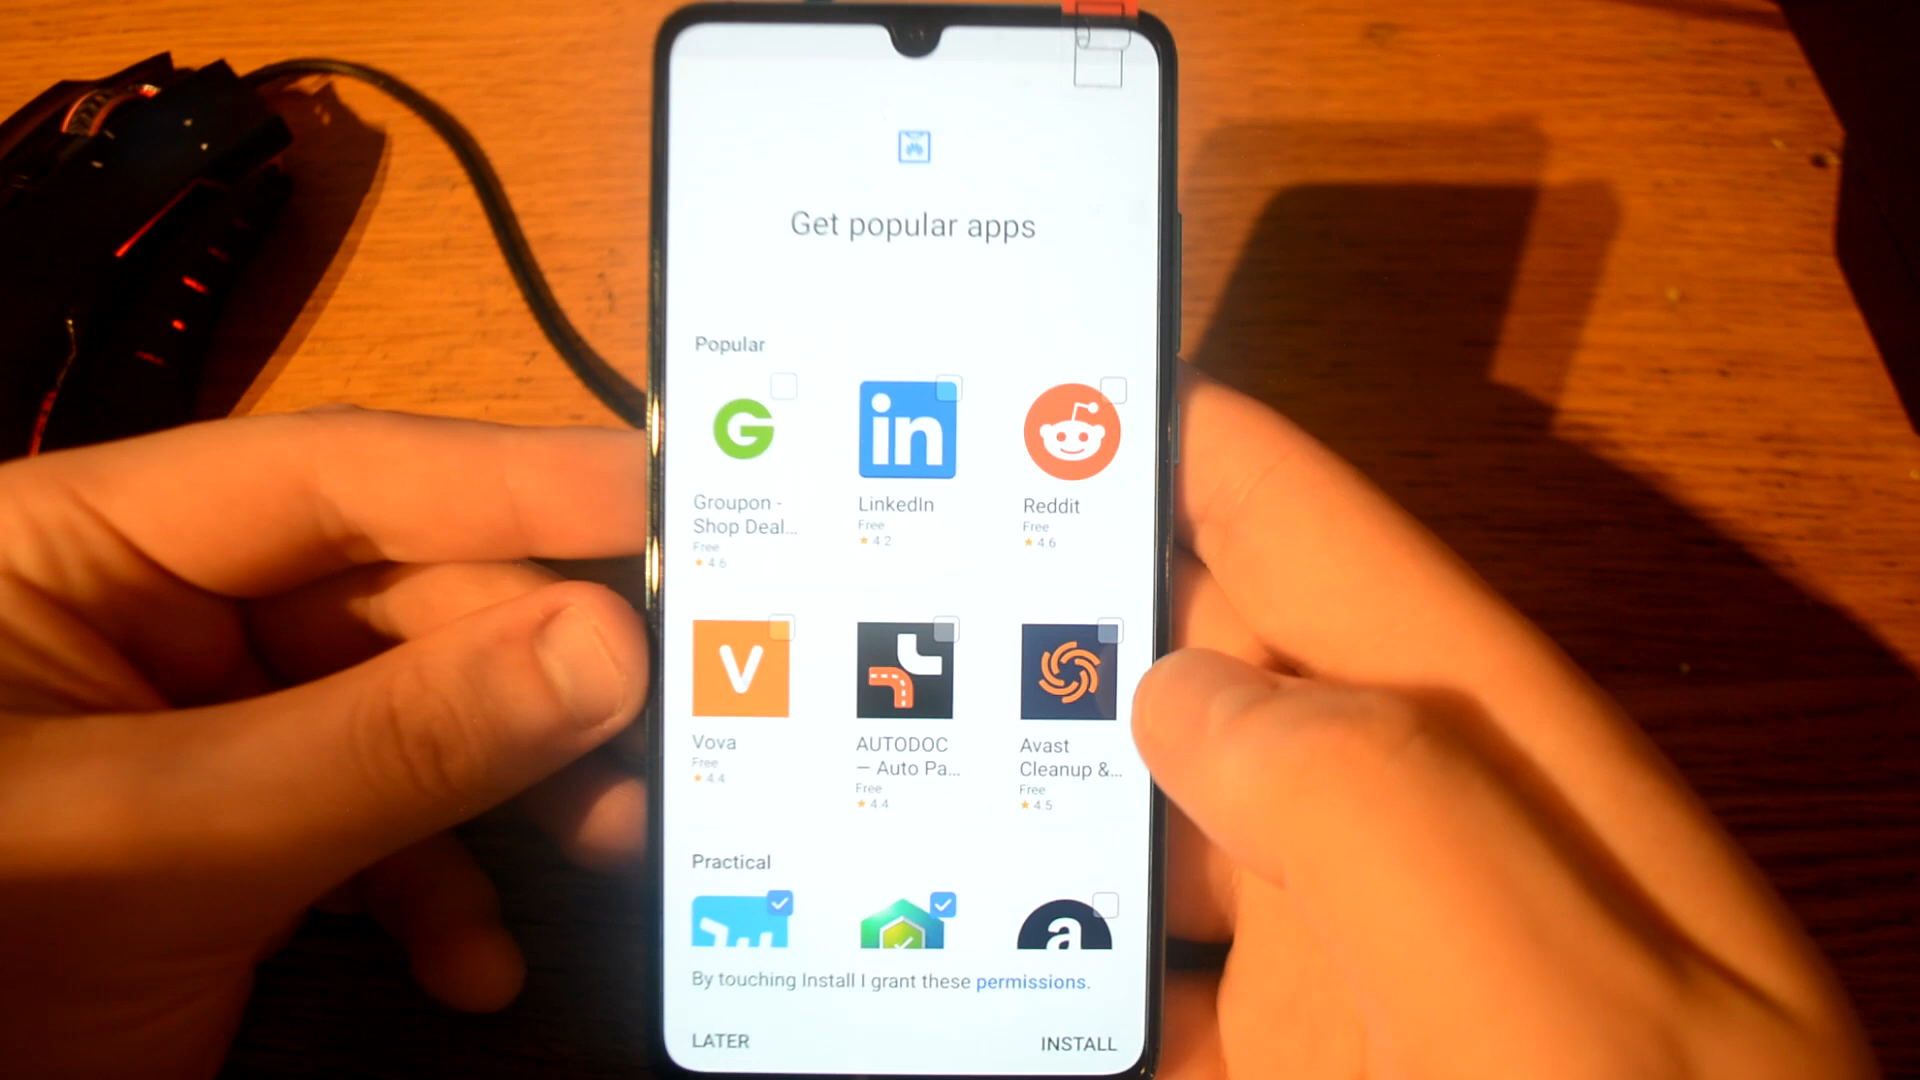 Get popular apps
Popular
G
in
Groupon -
Shop Deal...
Free
★ 4.6
LinkedIn
Free
★ 4.2
Reddit
Free
★ 4.6
V
Vova
Free
★ 4.4
AUTODOC
— Auto Pa...
Free
★ 4.4
Avast
Cleanup &...
Free
★ 4.5
Practical
a
By touching Install I grant these permissions.
LATER
INSTALL